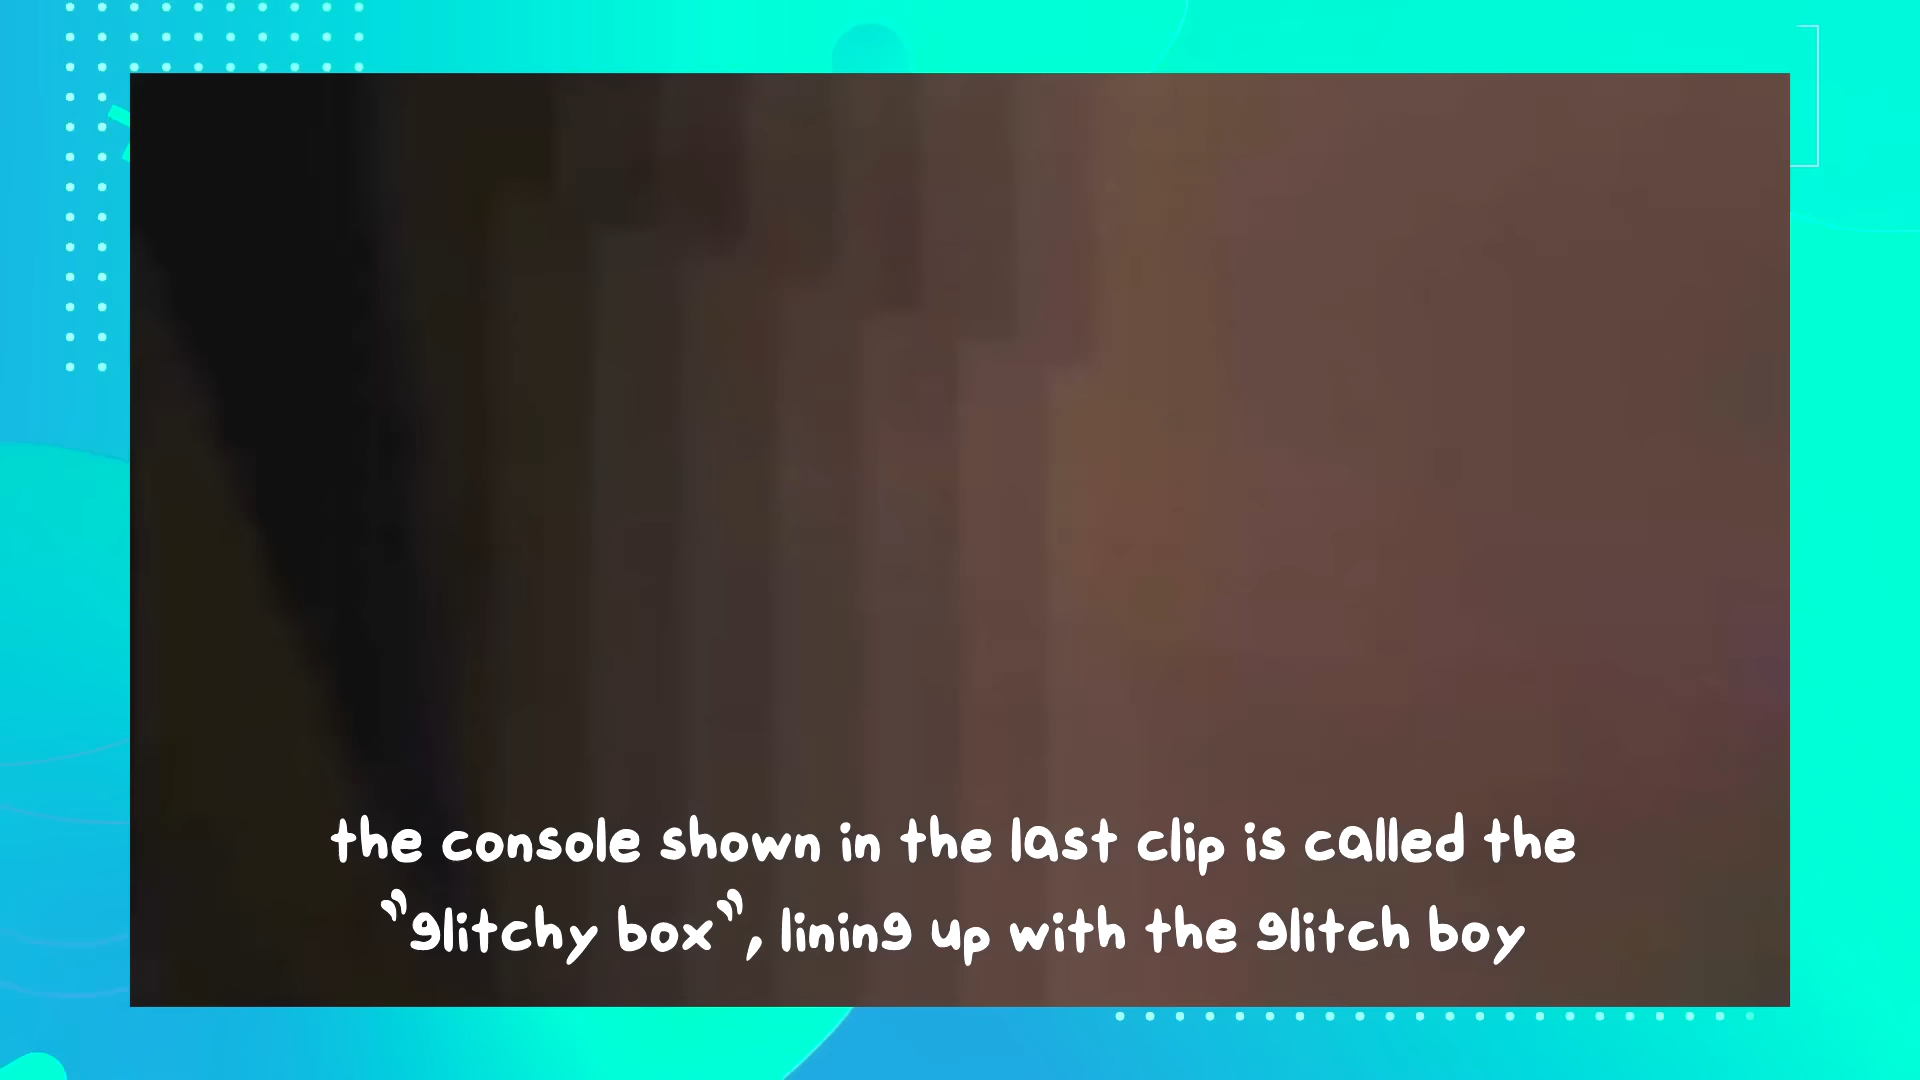 the console shown in the last clip is called the
"glitchy box", lining up with the glitch boy